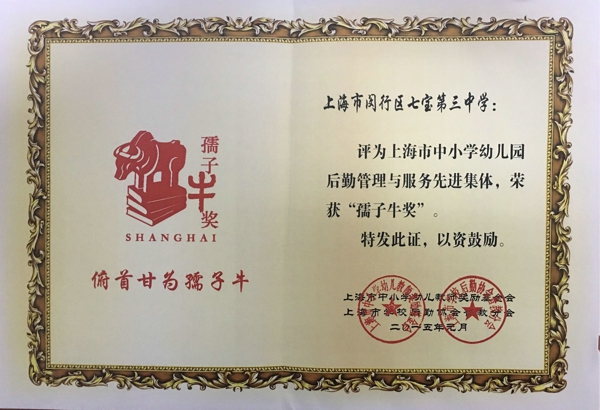 孺子牛奖
SHANGHAI
俯首甘为孺子牛
上海市闵行区七宝第三中学：
评为上海市中小学幼儿园
后勤管理与服务先进集体，荣
获“孺子牛奖”。
特发此证，以资鼓励。
上海市中小学幼儿教师奖励基金会
上海市学校后勤协会中教分会
二〇一五年元月